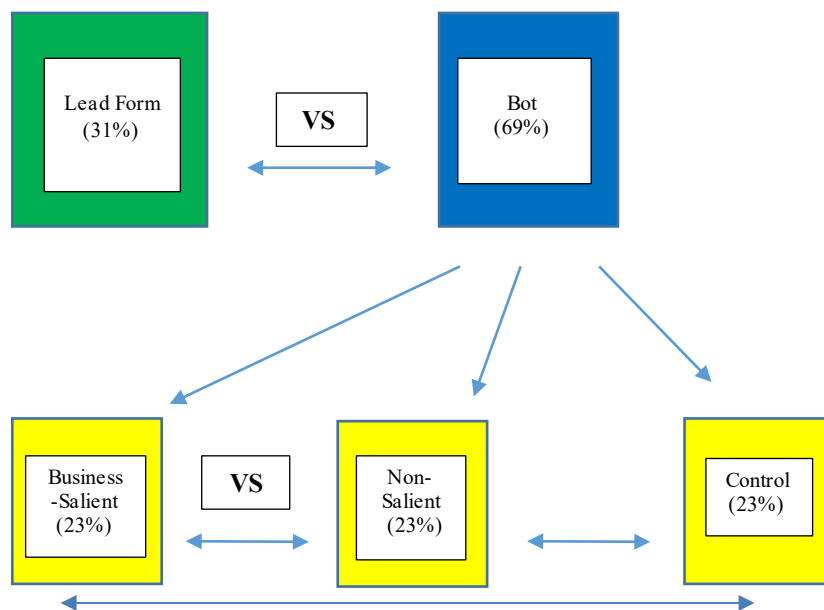 Lead Form
(31%)
VS
Bot
(69%)
Business
-Salient
(23%)
VS
Non-
Salient
(23%)
Control
(23%)